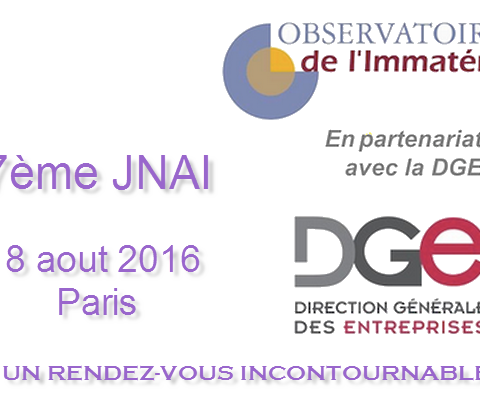 OBSERVATOIR
de l'Immatér
En partenariat
avec la DGE
7ème JNAI
8 aout 2016
Paris
DGe
DIRECTION GÉNÉRALE
DES ENTREPRISES
UN RENDEZ-VOUS INCONTOURNABLE